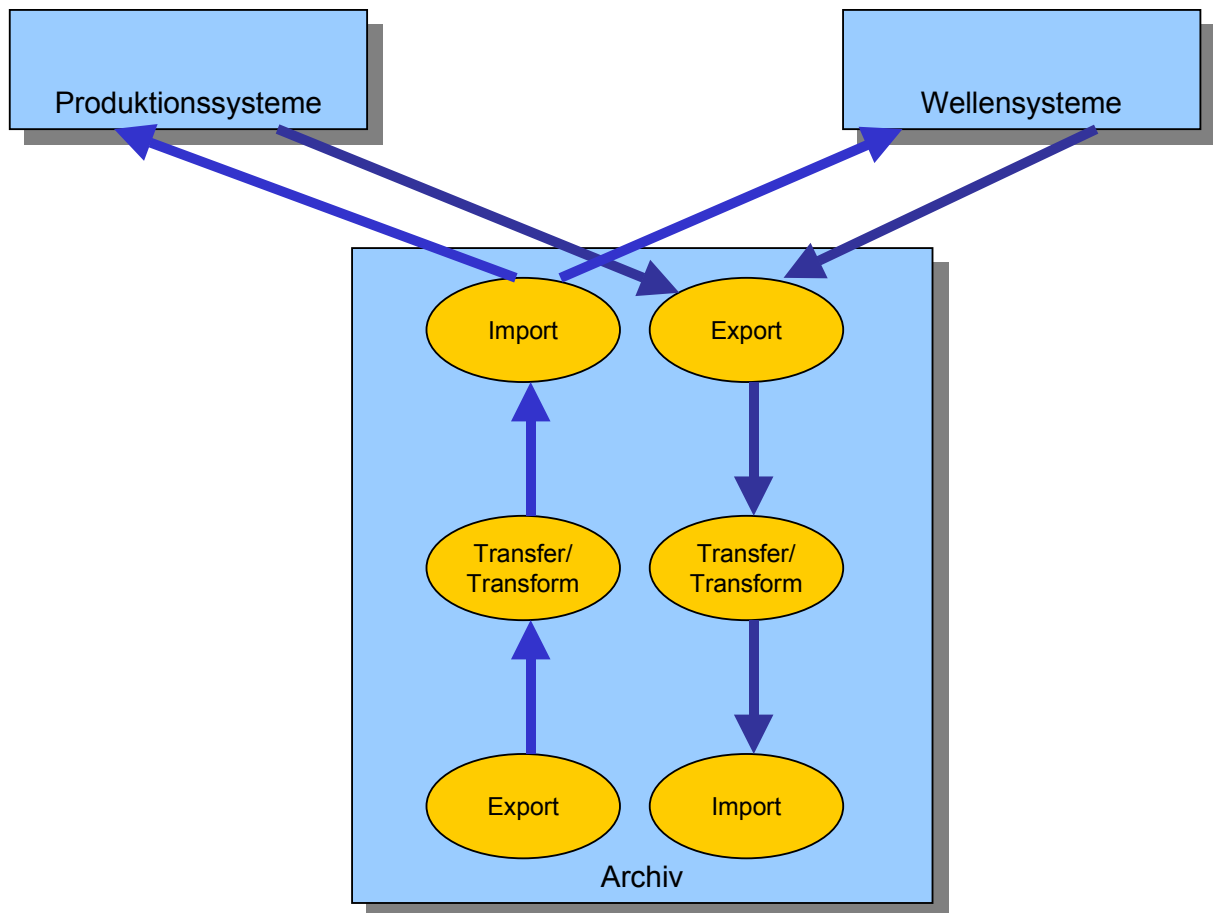 Produktionssysteme
Wellensysteme
Import
Export
Transfer/
Transform
Transfer/
Transform
Export
Import
Archiv